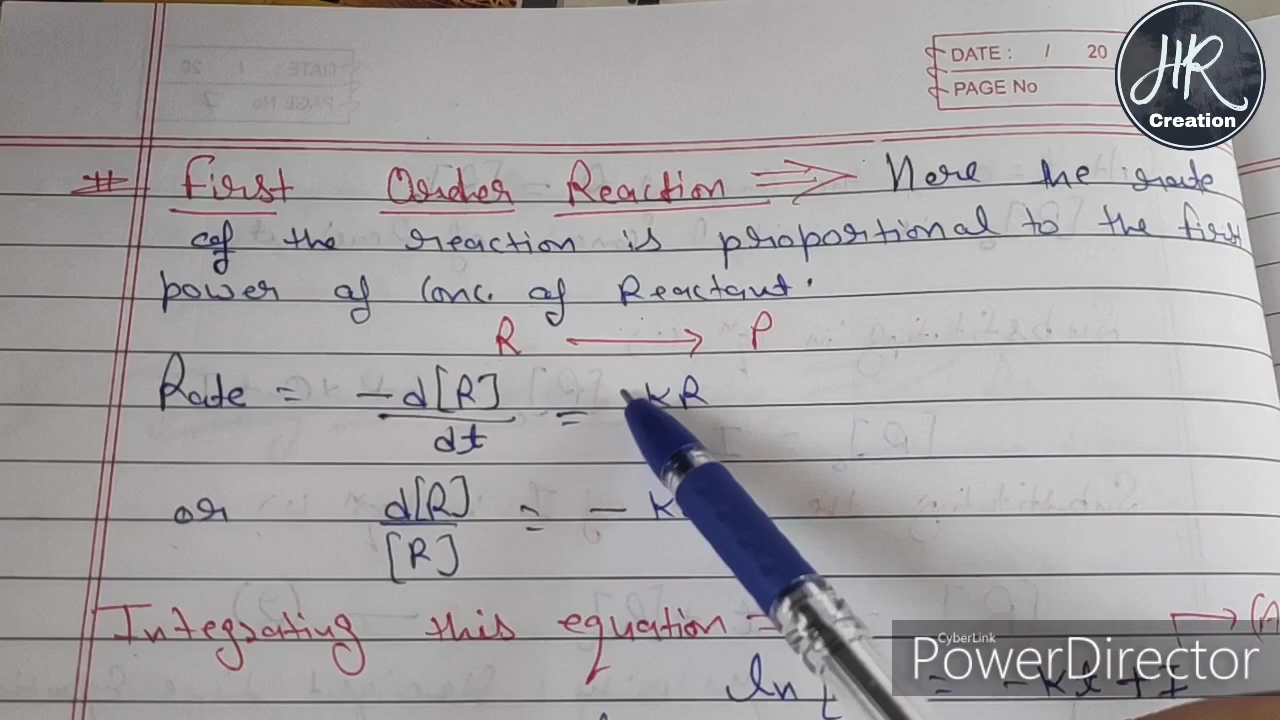 DATE : / 20
PAGE No
HR
Creation
# First Order Reaction ⟹ Here the rate
of the reaction is proportional to the first
power of Conc. of Reactant.
R ⟶ P
Rate = -d[R]/dt = KR
or d[R]/[R] = - K
Integrating this equation =
ln [ = -kt + I
CyberLink
PowerDirector